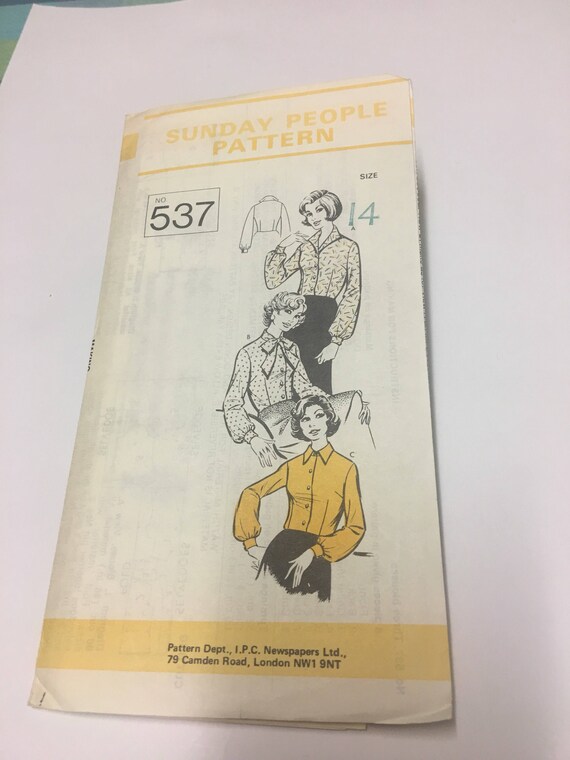 SUNDAY PEOPLE
PATTERN
SIZE
NO
537
14
B
C
Pattern Dept., I.P.C. Newspapers Ltd.,
79 Camden Road, London NW1 9NT